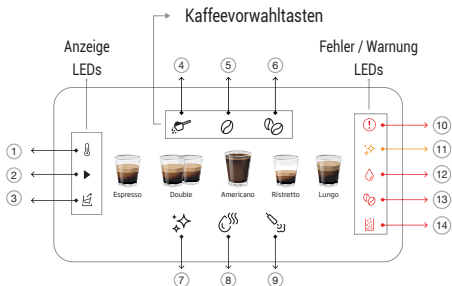 Kaffeevorwahltasten
Anzeige
LEDs
Fehler / Warnung
LEDs
4
5
6
1
2
3
10
11
12
13
14
Espresso
Double
Americano
Ristretto
Lungo
7
8
9